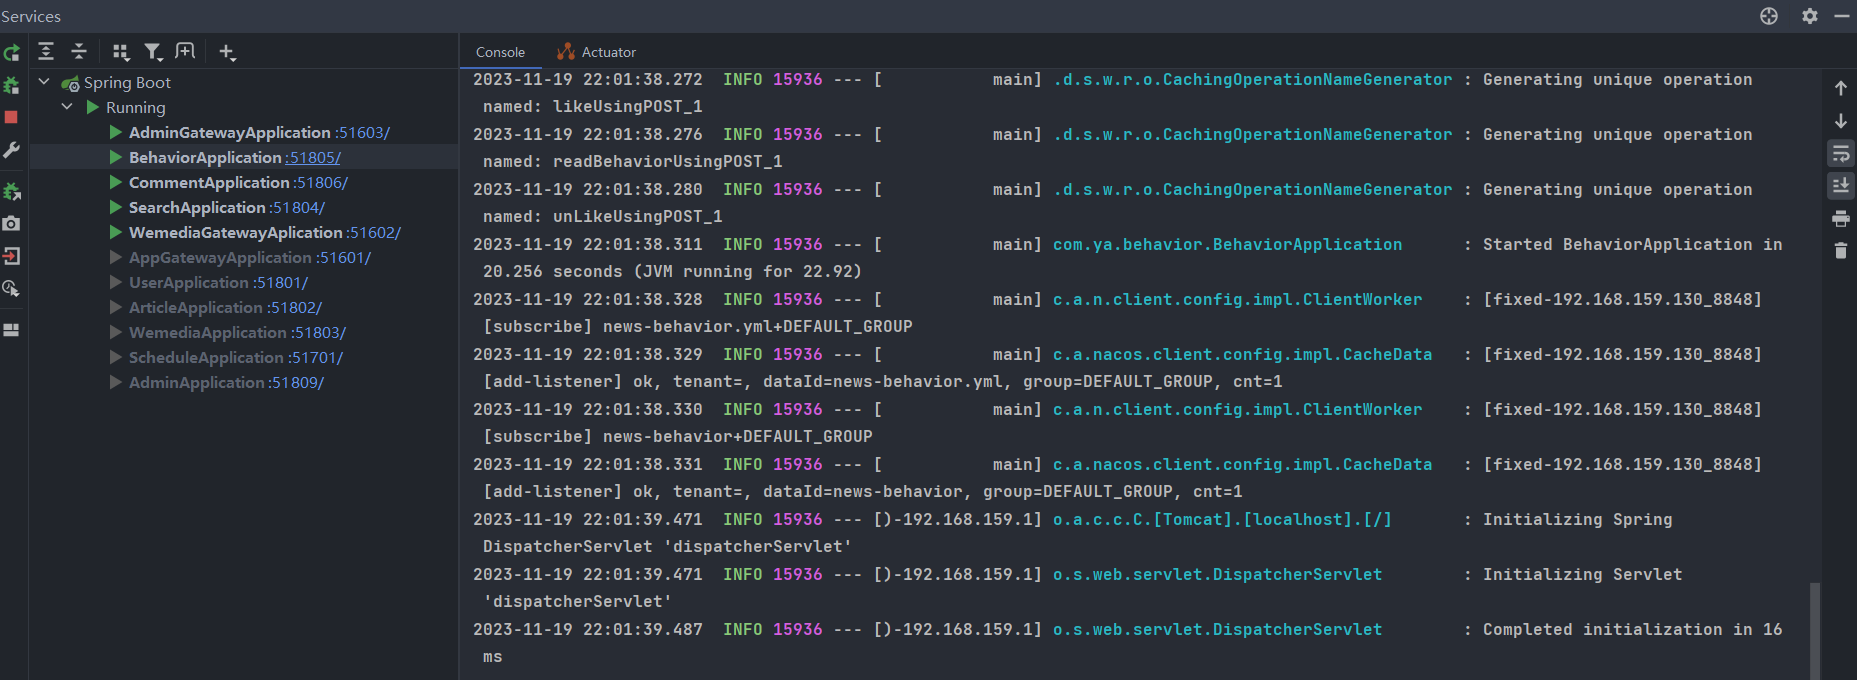 Services
Spring Boot
Running
AdminGatewayApplication :51603/
BehaviorApplication :51805/
CommentApplication :51806/
SearchApplication :51804/
WemediaGatewayAplication :51602/
AppGatewayApplication :51601/
UserApplication :51801/
ArticleApplication :51802/
WemediaApplication :51803/
ScheduleApplication :51701/
AdminApplication :51809/
Console Actuator
2023-11-19 22:01:38.272  INFO 15936 --- [           main] .d.s.w.r.o.CachingOperationNameGenerator : Generating unique operation
named: likeUsingPOST_1
2023-11-19 22:01:38.276  INFO 15936 --- [           main] .d.s.w.r.o.CachingOperationNameGenerator : Generating unique operation
named: readBehaviorUsingPOST_1
2023-11-19 22:01:38.280  INFO 15936 --- [           main] .d.s.w.r.o.CachingOperationNameGenerator : Generating unique operation
named: unLikeUsingPOST_1
2023-11-19 22:01:38.311  INFO 15936 --- [           main] com.ya.behavior.BehaviorApplication      : Started BehaviorApplication in
20.256 seconds (JVM running for 22.92)
2023-11-19 22:01:38.328  INFO 15936 --- [           main] c.a.n.client.config.impl.ClientWorker    : [fixed-192.168.159.130_8848]
[subscribe] news-behavior.yml+DEFAULT_GROUP
2023-11-19 22:01:38.329  INFO 15936 --- [           main] c.a.nacos.client.config.impl.CacheData   : [fixed-192.168.159.130_8848]
[add-listener] ok, tenant=, dataId=news-behavior.yml, group=DEFAULT_GROUP, cnt=1
2023-11-19 22:01:38.330  INFO 15936 --- [           main] c.a.n.client.config.impl.ClientWorker    : [fixed-192.168.159.130_8848]
[subscribe] news-behavior+DEFAULT_GROUP
2023-11-19 22:01:38.331  INFO 15936 --- [           main] c.a.nacos.client.config.impl.CacheData   : [fixed-192.168.159.130_8848]
[add-listener] ok, tenant=, dataId=news-behavior, group=DEFAULT_GROUP, cnt=1
2023-11-19 22:01:39.471  INFO 15936 --- [)-192.168.159.1] o.a.c.c.C.[Tomcat].[localhost].[/]       : Initializing Spring
DispatcherServlet 'dispatcherServlet'
2023-11-19 22:01:39.471  INFO 15936 --- [)-192.168.159.1] o.s.web.servlet.DispatcherServlet        : Initializing Servlet
'dispatcherServlet'
2023-11-19 22:01:39.487  INFO 15936 --- [)-192.168.159.1] o.s.web.servlet.DispatcherServlet        : Completed initialization in 16
ms